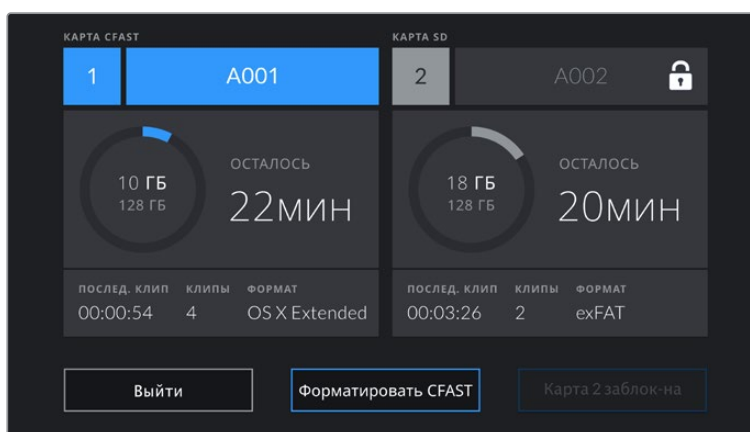 КАРТА CFAST
1
A001
10 ГБ
128 ГБ
ОСТАЛОСЬ
22мин
ПОСЛЕД. КЛИП КЛИПЫ ФОРМАТ
00:00:54 4 OS X Extended
КАРТА SD
2
A002
18 ГБ
128 ГБ
ОСТАЛОСЬ
20мин
ПОСЛЕД. КЛИП КЛИПЫ ФОРМАТ
00:03:26 2 exFAT
Выйти
Форматировать CFAST
Карта 2 заблок-на